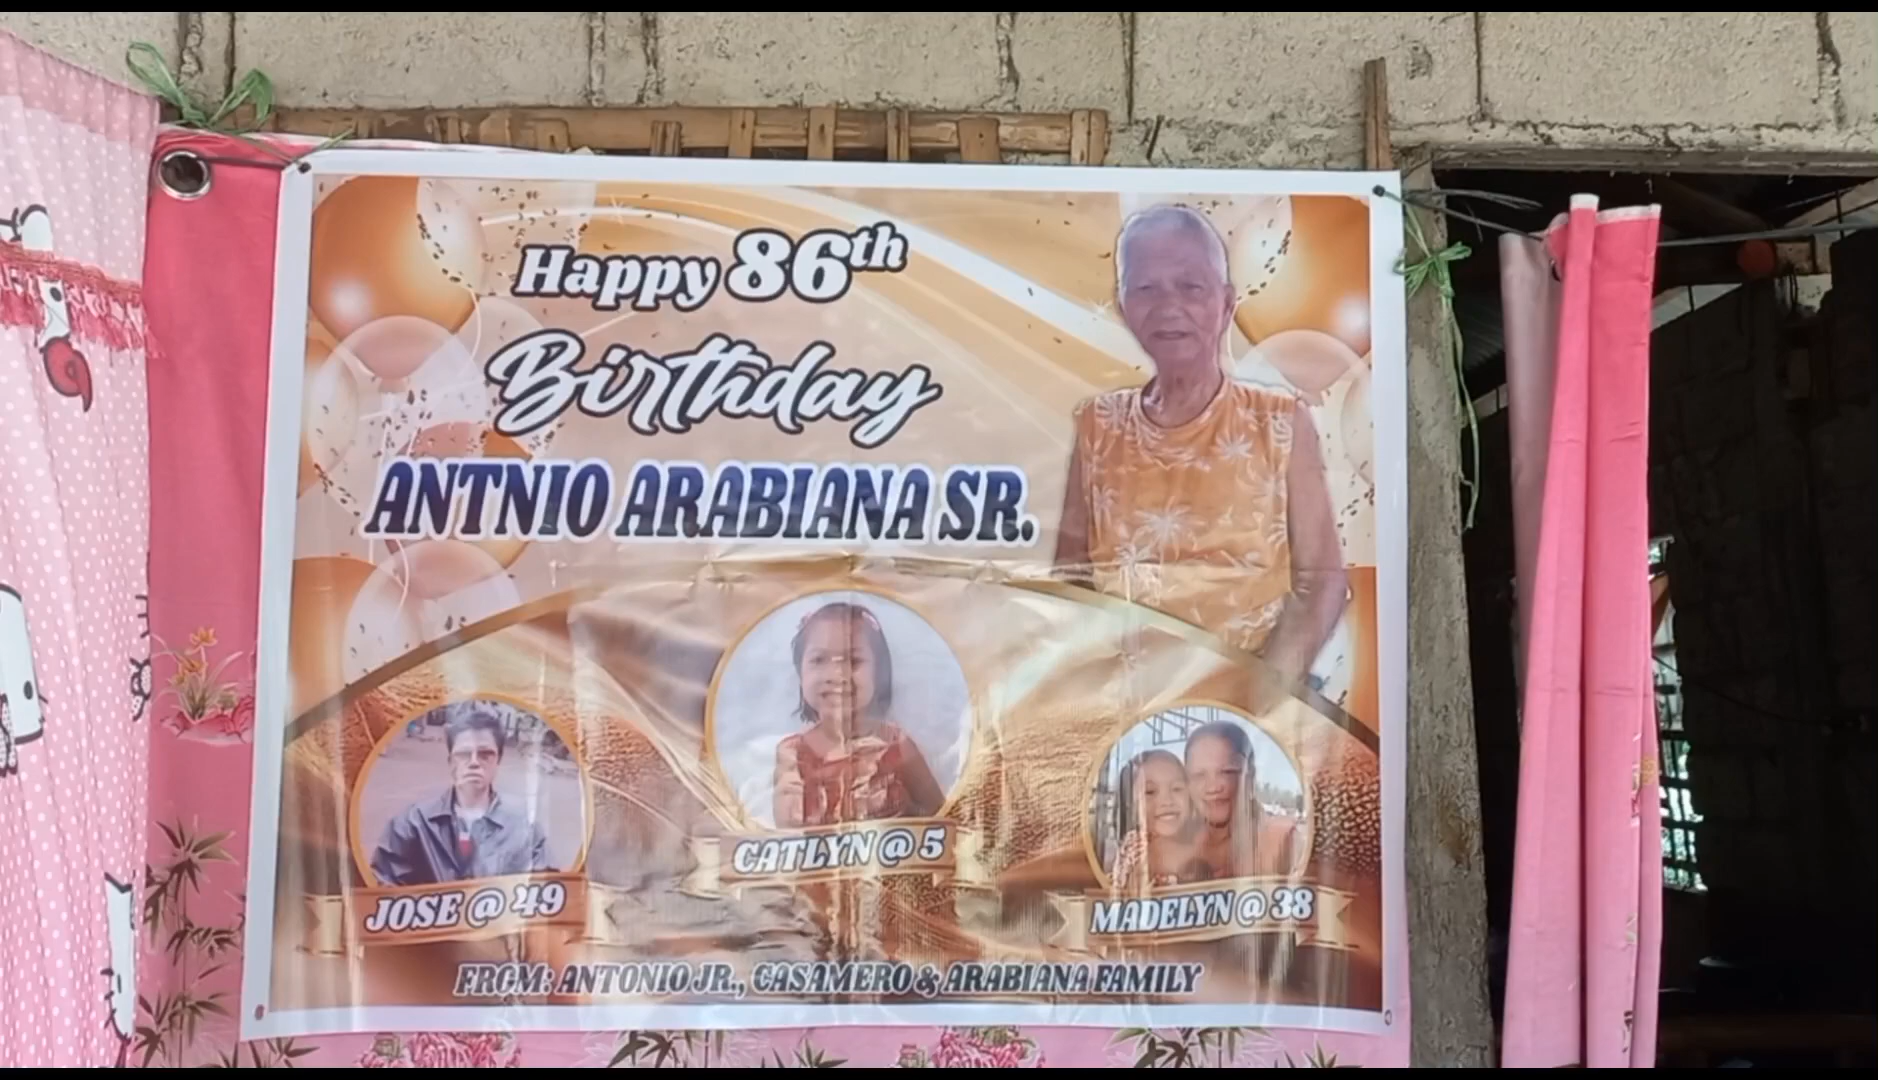 Happy 86th
Birthday
ANTNIO ARABIANA SR.
CATLYN @ 5
JOSE @ 49
MADELYN @ 38
FROM: ANTONIO JR., CASAMERO & ARABIANA FAMILY